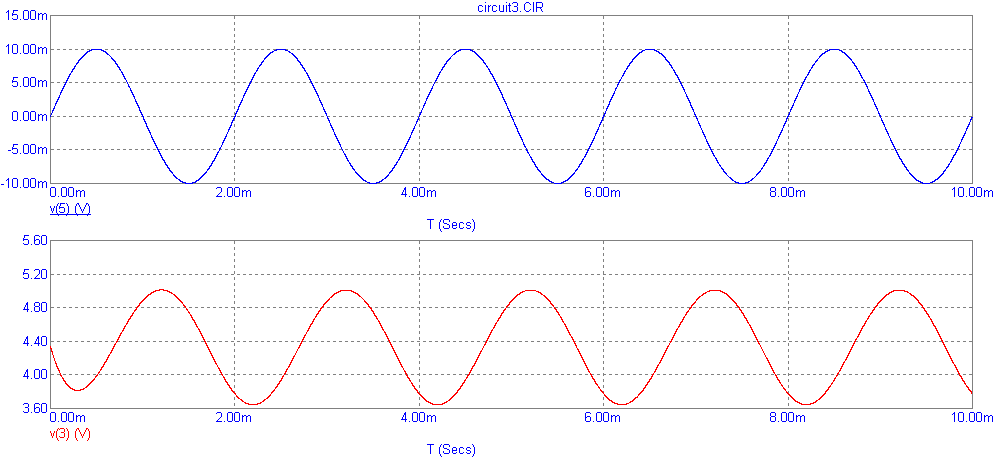 circuit3.CIR
15.00m
10.00m
5.00m
0.00m
-5.00m
-10.00m
0.00m 2.00m 4.00m 6.00m 8.00m 10.00m
v(5) (V)
T (Secs)
5.60
5.20
4.80
4.40
4.00
3.60
0.00m 2.00m 4.00m 6.00m 8.00m 10.00m
v(3) (V)
T (Secs)